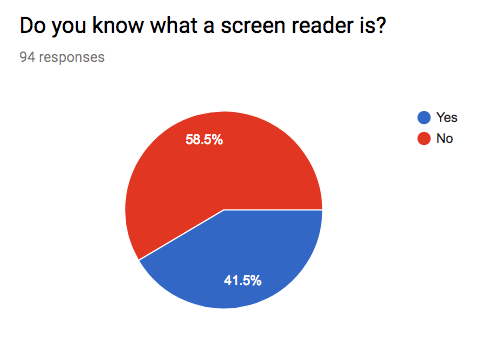 Do you know what a screen reader is?
94 responses
58.5%
41.5%
Yes
No